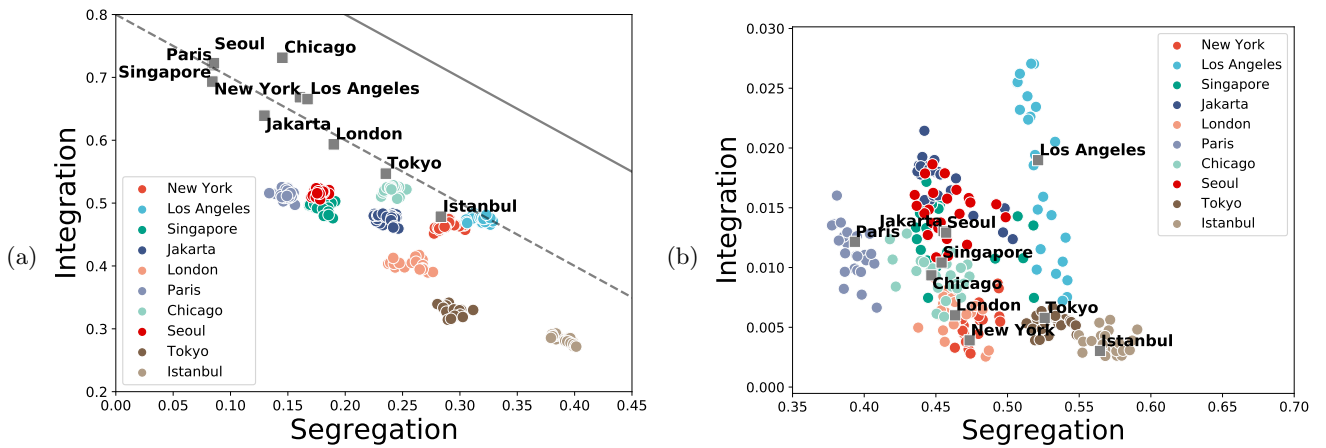 (a)
Integration
0.8
0.7
0.6
0.5
0.4
0.3
0.2
Paris
Seoul
Chicago
Singapore
New York
Los Angeles
Jakarta
London
Tokyo
Istanbul
New York
Los Angeles
Singapore
Jakarta
London
Paris
Chicago
Seoul
Tokyo
Istanbul
0.00 0.05 0.10 0.15 0.20 0.25 0.30 0.35 0.40 0.45
Segregation
(b)
Integration
0.030
0.025
0.020
0.015
0.010
0.005
0.000
Los Angeles
Paris
Jakarta
Seoul
Singapore
Chicago
London
Tokyo
New York
Istanbul
New York
Los Angeles
Singapore
Jakarta
London
Paris
Chicago
Seoul
Tokyo
Istanbul
0.35 0.40 0.45 0.50 0.55 0.60 0.65 0.70
Segregation